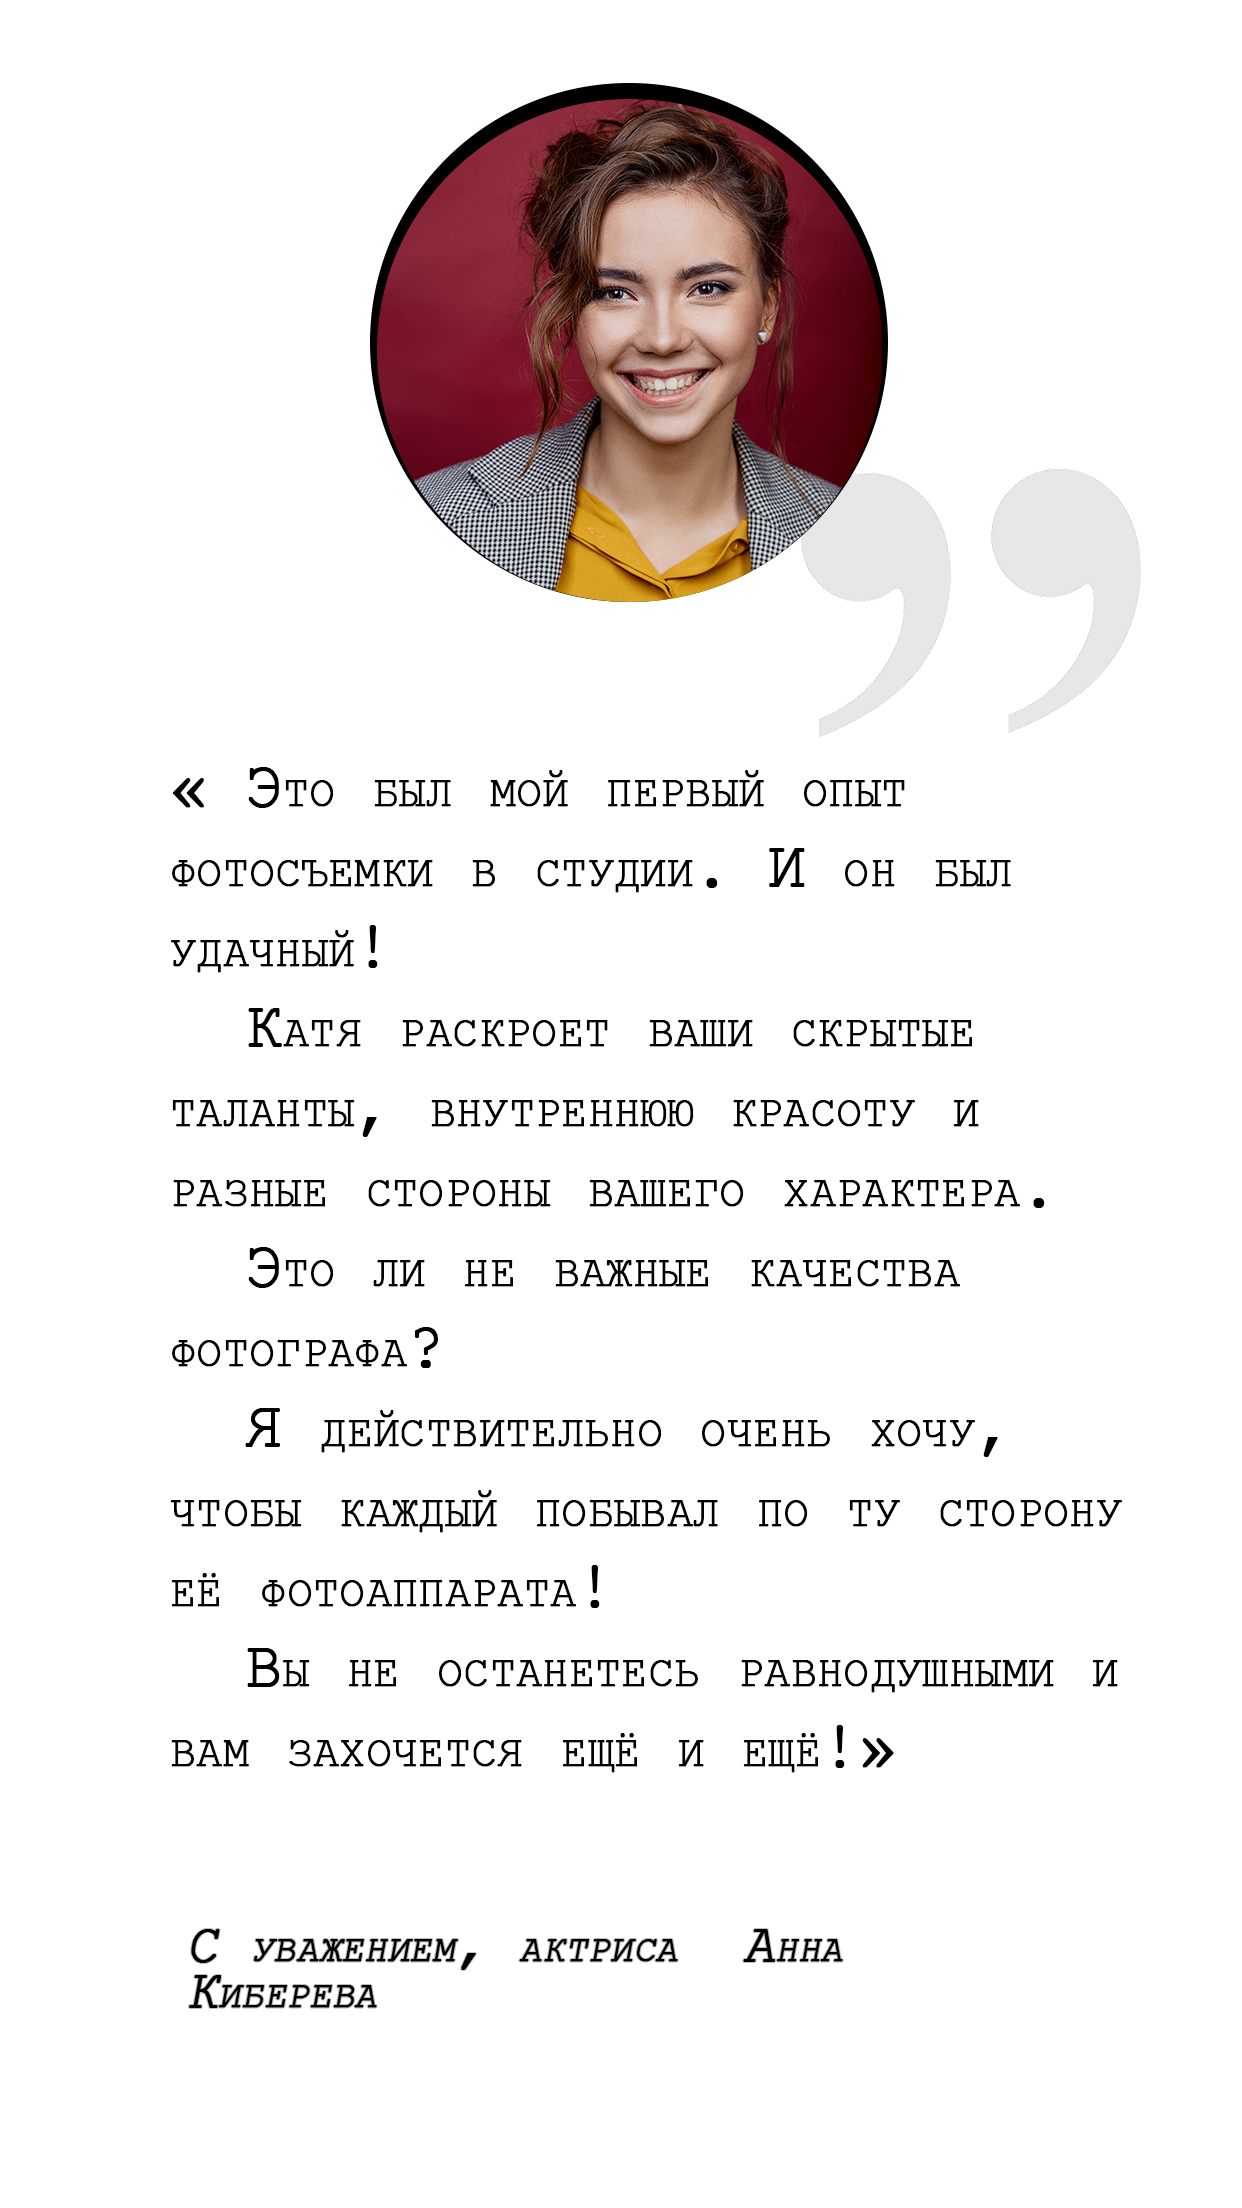 « Это был мой первый опыт
фотосъемки в студии. И он был
удачный!
Катя раскроет ваши скрытые
таланты, внутреннюю красоту и
разные стороны вашего характера.
Это ли не важные качества
фотографа?
Я действительно очень хочу,
чтобы каждый побывал по ту сторону
её фотоаппарата!
Вы не останетесь равнодушными и
вам захочется ещё и ещё!»
С уважением, актриса Анна
Киберева